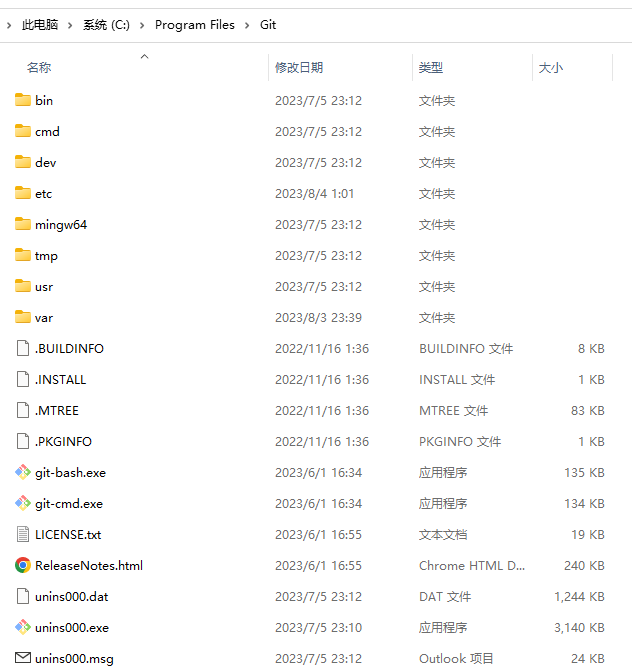 此电脑 系统 (C:) Program Files Git
名称 修改日期 类型 大小
bin 2023/7/5 23:12 文件夹
cmd 2023/7/5 23:12 文件夹
dev 2023/7/5 23:12 文件夹
etc 2023/8/4 1:01 文件夹
mingw64 2023/7/5 23:12 文件夹
tmp 2023/7/5 23:12 文件夹
usr 2023/7/5 23:12 文件夹
var 2023/8/3 23:39 文件夹
.BUILDINFO 2022/11/16 1:36 BUILDINFO 文件 8 KB
.INSTALL 2022/11/16 1:36 INSTALL 文件 1 KB
.MTREE 2022/11/16 1:36 MTREE 文件 83 KB
.PKGINFO 2022/11/16 1:36 PKGINFO 文件 1 KB
git-bash.exe 2023/6/1 16:34 应用程序 135 KB
git-cmd.exe 2023/6/1 16:34 应用程序 134 KB
LICENSE.txt 2023/6/1 16:55 文本文档 19 KB
ReleaseNotes.html 2023/6/1 16:55 Chrome HTML D... 240 KB
unins000.dat 2023/7/5 23:12 DAT 文件 1,244 KB
unins000.exe 2023/7/5 23:10 应用程序 3,140 KB
unins000.msg 2023/7/5 23:12 Outlook 项目 24 KB